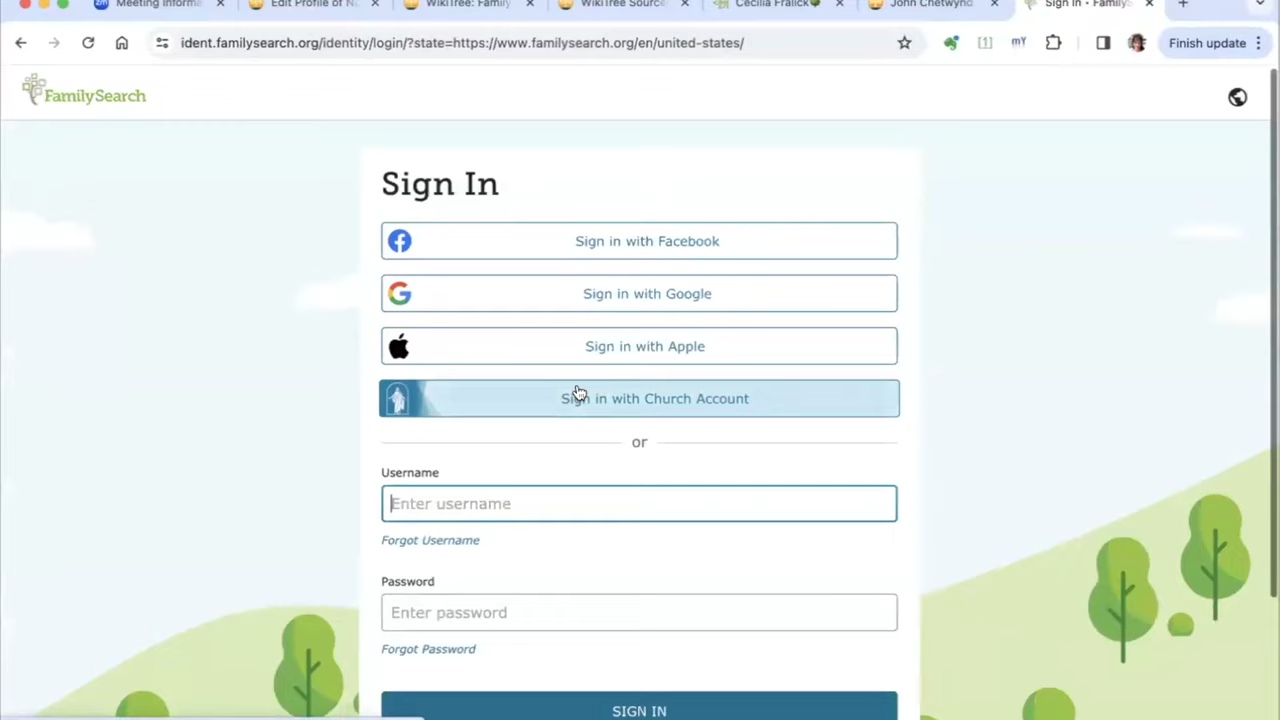 Meeting Informa
Edit Profile of N
WikiTree: Family
WikiTree Source
Cecilia Fralick
John Chetwynd
Sign In • Family
ident.familysearch.org/identity/login/?state=https://www.familysearch.org/en/united-states/
[1]
mY
Finish update
FamilySearch
Sign In
Sign in with Facebook
Sign in with Google
Sign in with Apple
Sign in with Church Account
or
Username
Enter username
Forgot Username
Password
Enter password
Forgot Password
SIGN IN